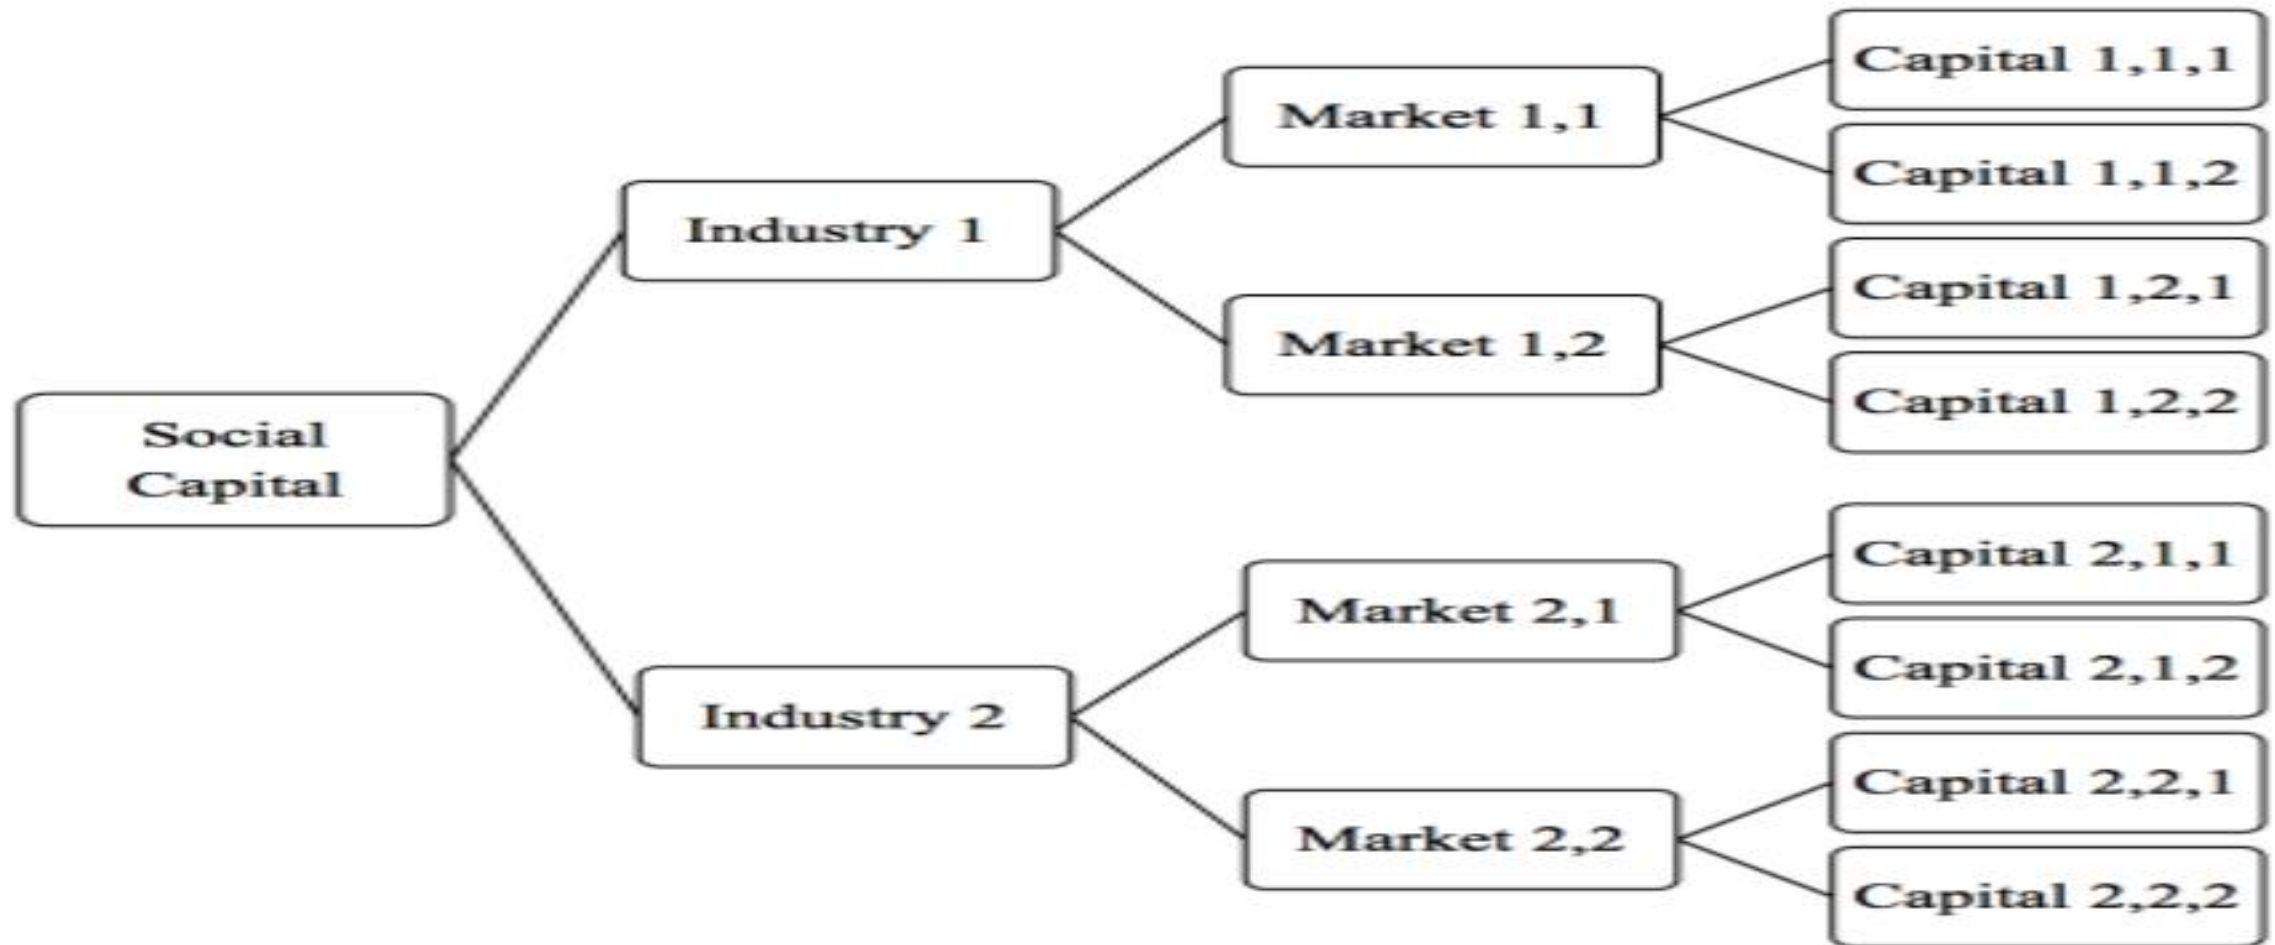 Social
Capital
Industry 1
Industry 2
Market 1,1
Market 1,2
Market 2,1
Market 2,2
Capital 1,1,1
Capital 1,1,2
Capital 1,2,1
Capital 1,2,2
Capital 2,1,1
Capital 2,1,2
Capital 2,2,1
Capital 2,2,2